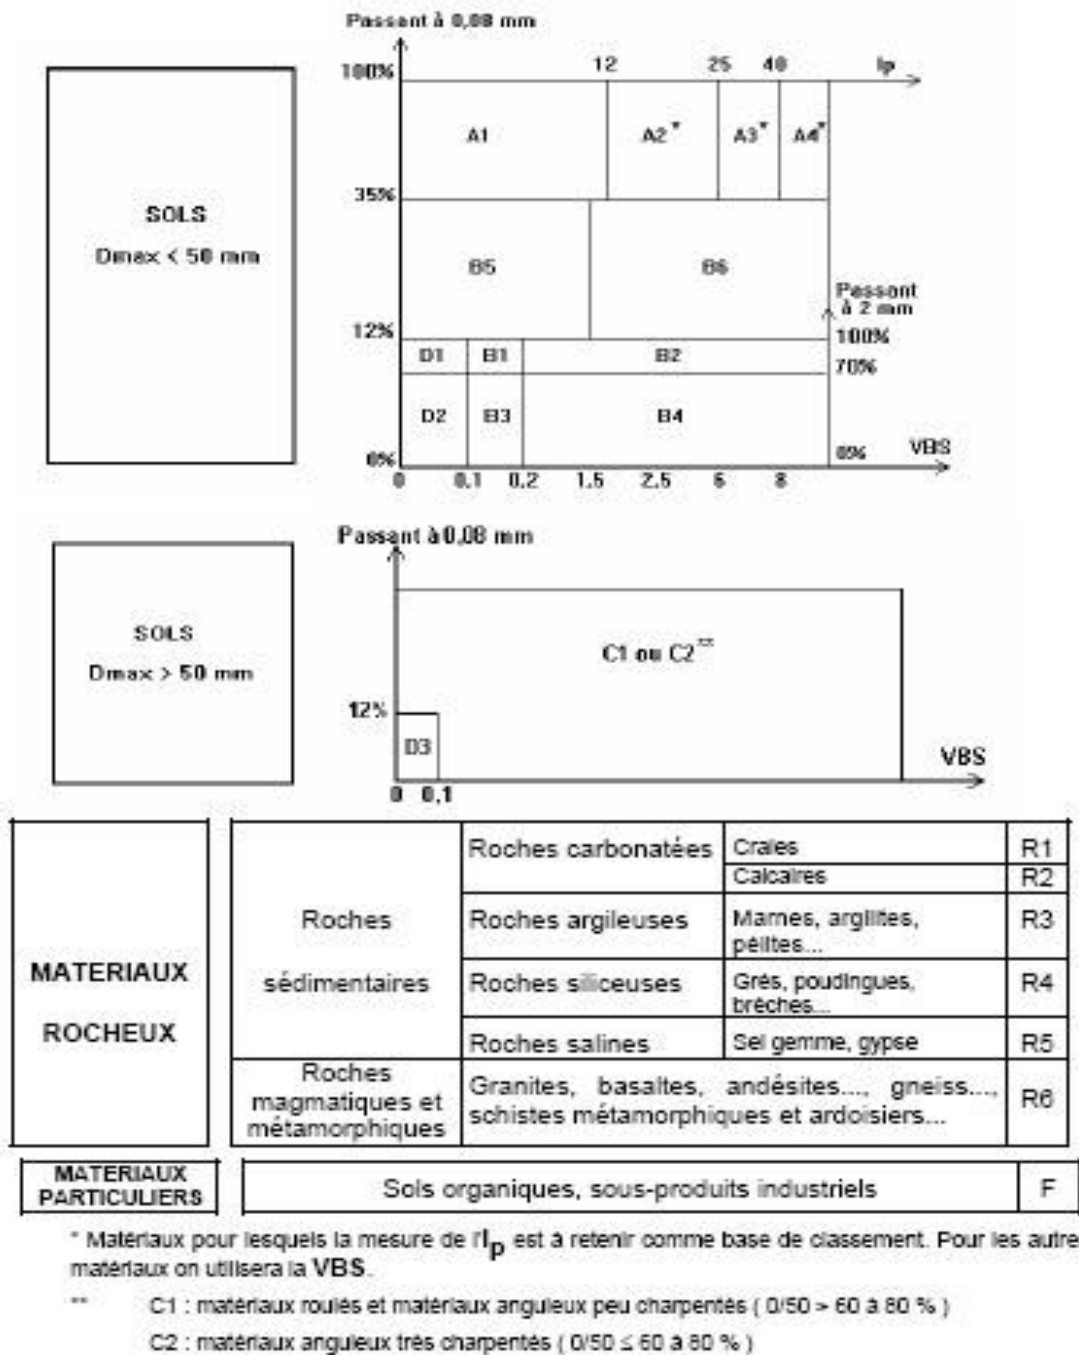 Passant à 0,08 mm
100%
12
25
40
Ip
A1
A2*
A3*
A4*
SOLS
Dmax < 50 mm
35%
B5
B6
Passant
à 2 mm
12%
100%
D1
B1
B2
70%
D2
B3
B4
0%
0%
VBS
0
0,1
0,2
1,5
2,5
6
8
Passant à 0,08 mm
SOLS
Dmax > 50 mm
C1 ou C2**
12%
D3
VBS
0
0,1
MATERIAUX
ROCHEUX
Roches
sédimentaires
Roches carbonatées
Craies
R1
Calcaires
R2
Roches argileuses
Marnes, argilites,
pélites...
R3
Roches siliceuses
Grès, poudingues,
brèches...
R4
Roches salines
Sel gemme, gypse
R5
Roches
magmatiques et
métamorphiques
Granites, basaltes, andésites..., gneiss...,
schistes métamorphiques et ardoisiers...
R6
MATERIAUX
PARTICULIERS
Sols organiques, sous-produits industriels
F
* Matériaux pour lesquels la mesure de l'Ip est à retenir comme base de classement. Pour les autre
matériaux on utilisera la VBS.
** C1 : matériaux roulés et matériaux anguleux peu charpentés ( 0/50 > 60 à 80 % )
C2 : matériaux anguleux très charpentés ( 0/50 ≤ 60 à 80 % )